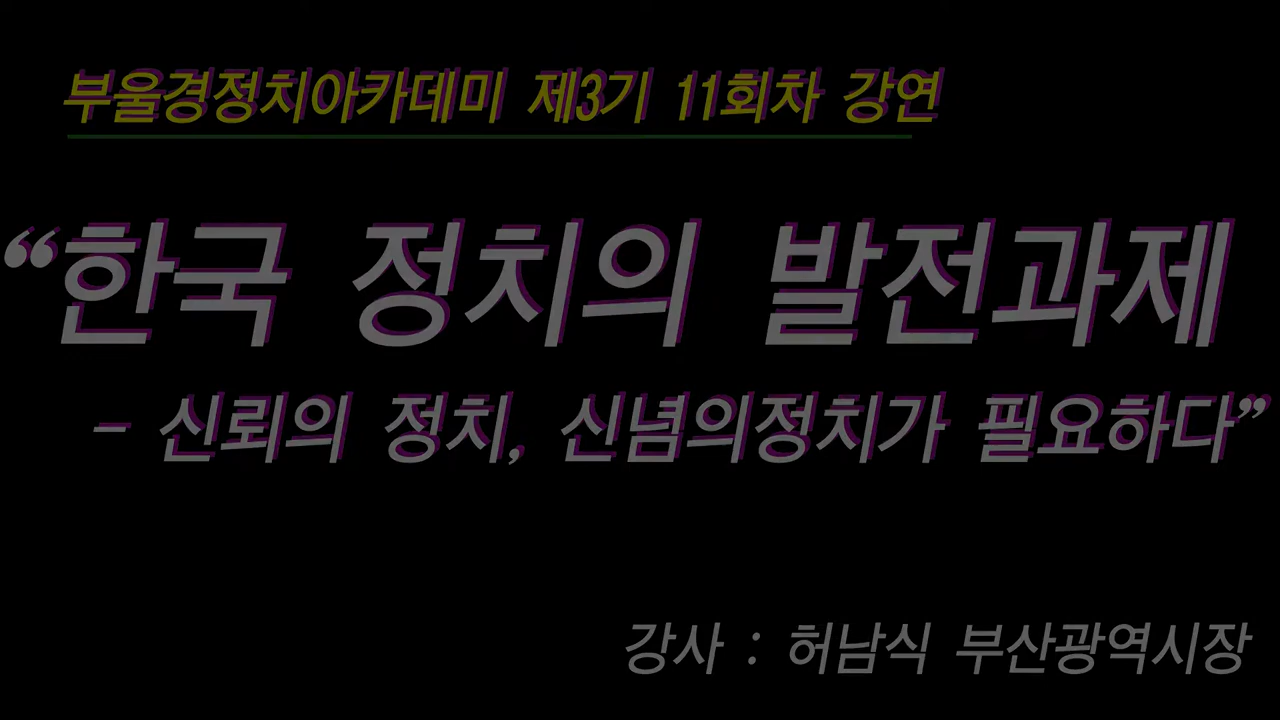 부울경정치아카데미 제3기 11회차 강연
“한국 정치의 발전과제
- 신뢰의 정치, 신념의정치가 필요하다”
강사 : 허남식 부산광역시장